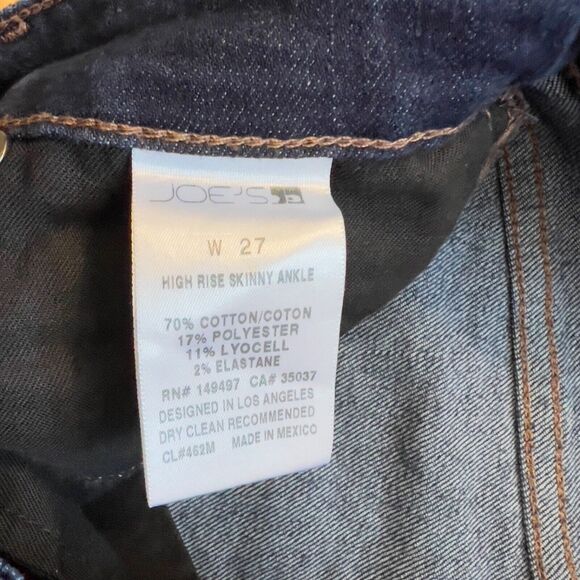 JOE'S
W 27
HIGH RISE SKINNY ANKLE
70% COTTON/COTON
17% POLYESTER
11% LYOCELL
2% ELASTANE
RN# 149497 CA# 35037
DESIGNED IN LOS ANGELES
DRY CLEAN RECOMMENDED
CL#462M MADE IN MEXICO